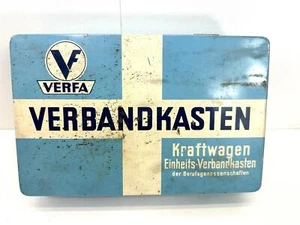 VF
VERFA
VERBANDKASTEN
Kraftwagen
Einheits-Verbandkasten
der Berufsgenossenschaften